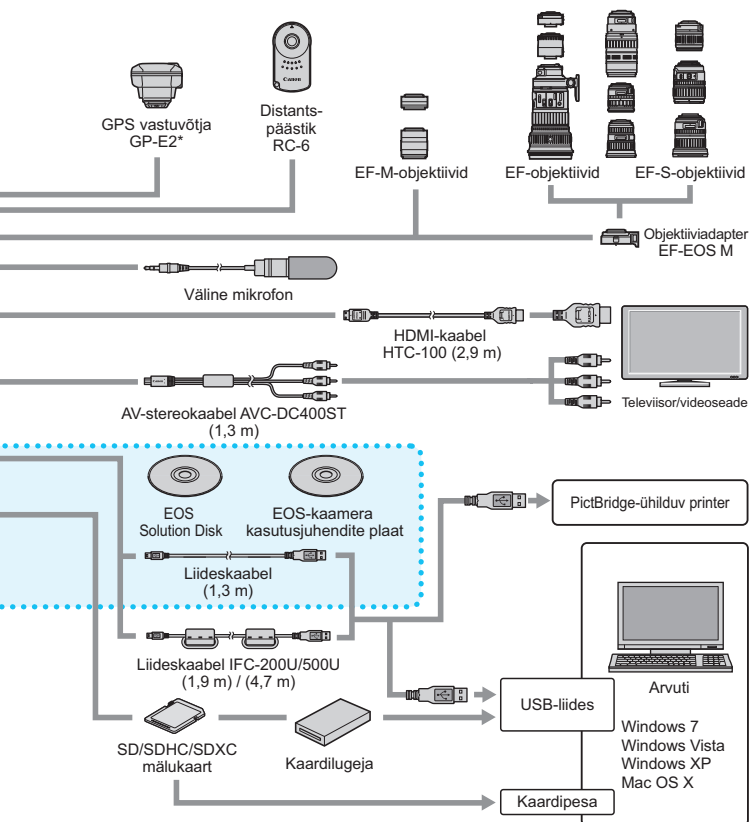 Canon
GPS vastuvõtja
GP-E2*
Distants-
päästik
RC-6
EF-M-objektiivid
EF-objektiivid
EF-S-objektiivid
Objektiiviadapter
EF-EOS M
Väline mikrofon
HDMI-kaabel
HTC-100 (2,9 m)
AV-stereokaabel AVC-DC400ST
(1,3 m)
Televiisor/videoseade
EOS
Solution Disk
EOS-kaamera
kasutusjuhendite plaat
PictBridge-ühilduv printer
Liideskaabel
(1,3 m)
Liideskaabel IFC-200U/500U
(1,9 m) / (4,7 m)
USB-liides
Arvuti
Windows 7
Windows Vista
Windows XP
Mac OS X
SD/SDHC/SDXC
mälukaart
Kaardilugeja
Kaardipesa